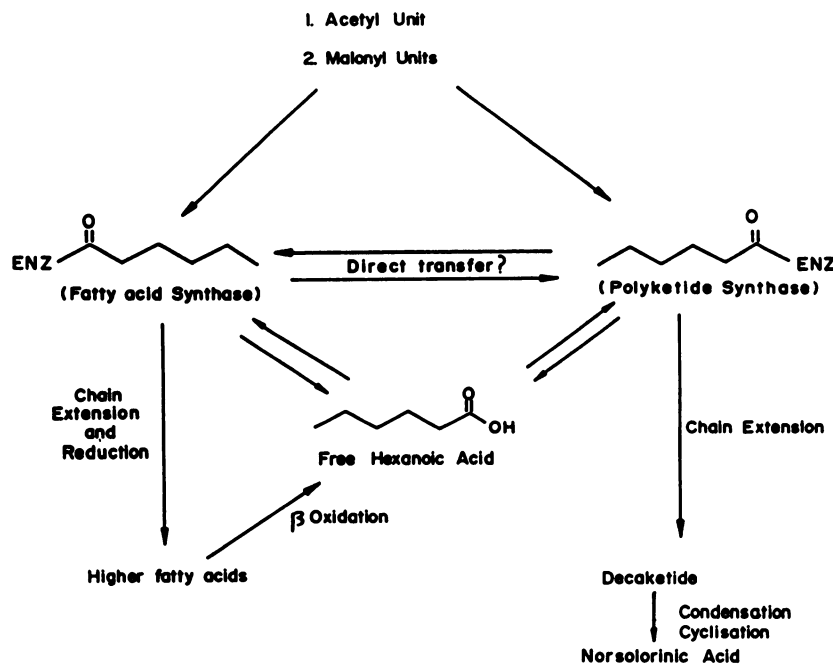 1. Acetyl Unit
2. Malonyl Units
O
O
ENZ
Direct transfer?
ENZ
(Fatty acid Synthase)
(Polyketide Synthase)
Chain
Extension
and
Reduction
O
OH
Free Hexanoic Acid
Chain Extension
β Oxidation
Higher fatty acids
Decaketide
Condensation
Cyclisation
Norsolorinic Acid